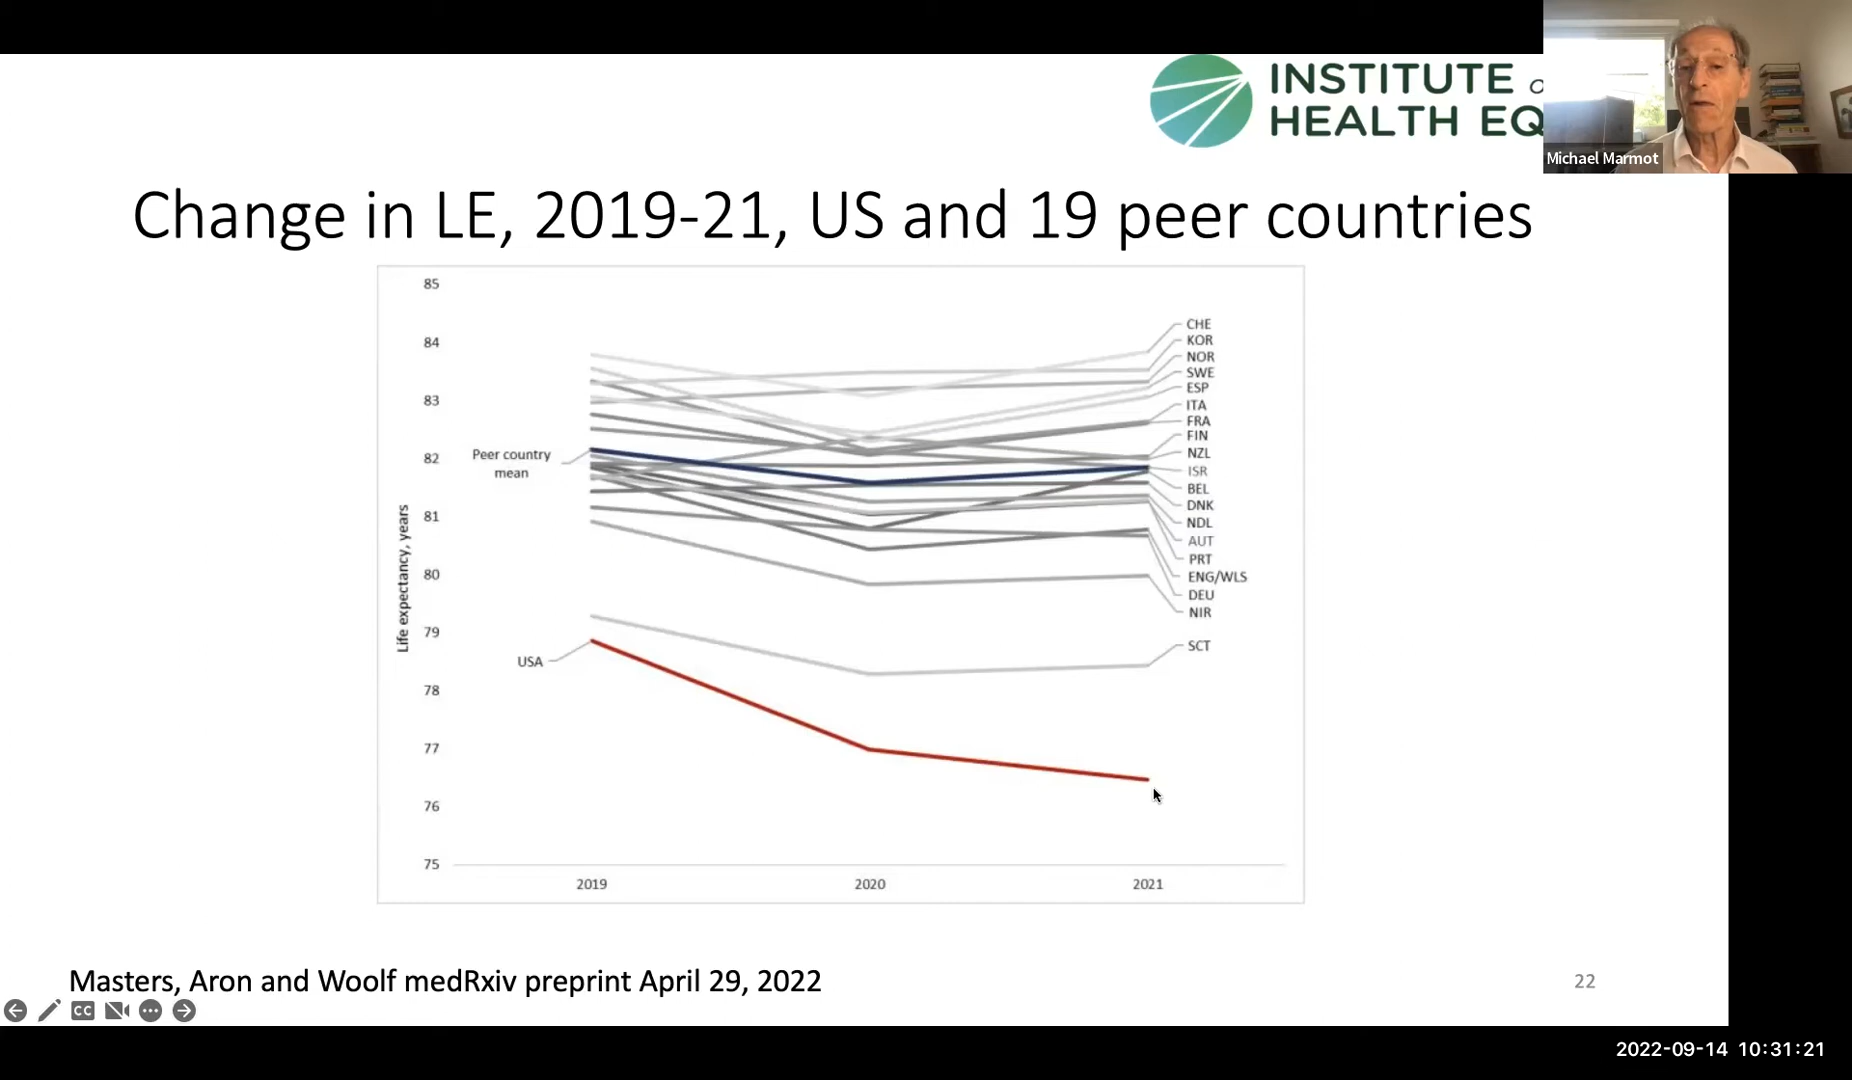 INSTITUTE
HEALTH EQ
Michael Marmot
Change in LE, 2019-21, US and 19 peer countries
85
84
83
82
81
80
79
78
77
76
75
Life expectancy, years
Peer country
mean
USA
CHE
KOR
NOR
SWE
ESP
ITA
FRA
FIN
NZL
ISR
BEL
DNK
NDL
AUT
PRT
ENG/WLS
DEU
NIR
SCT
2019 2020 2021
Masters, Aron and Woolf medRxiv preprint April 29, 2022
22
CC
2022-09-14 10:31:21